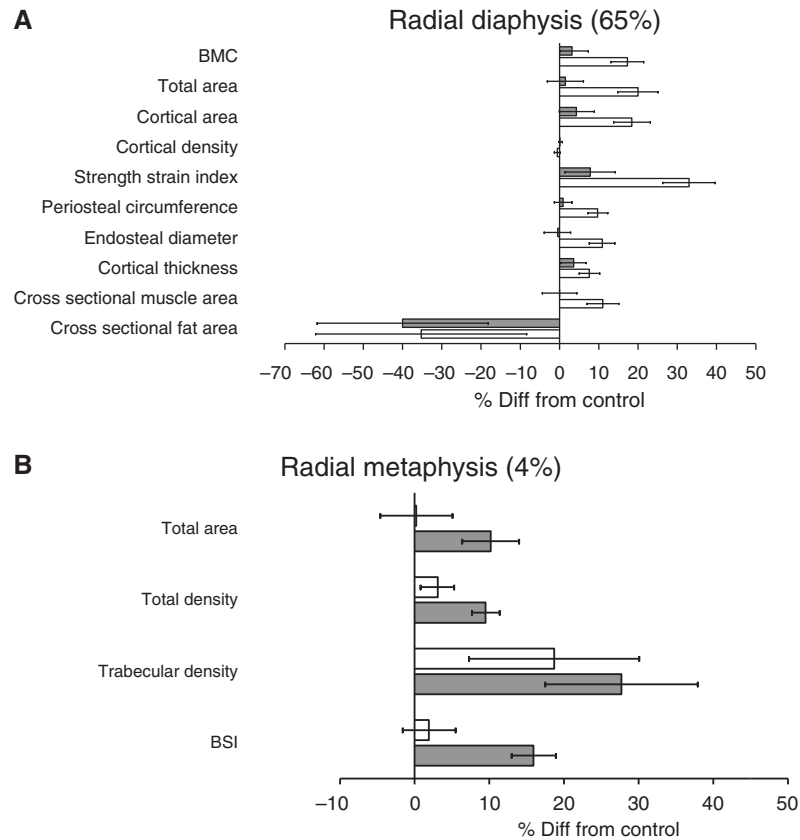 A
Radial diaphysis (65%)
BMC
Total area
Cortical area
Cortical density
Strength strain index
Periosteal circumference
Endosteal diameter
Cortical thickness
Cross sectional muscle area
Cross sectional fat area
–70 –60 –50 –40 –30 –20 –10 0 10 20 30 40 50
% Diff from control
B
Radial metaphysis (4%)
Total area
Total density
Trabecular density
BSI
–10 0 10 20 30 40 50
% Diff from control